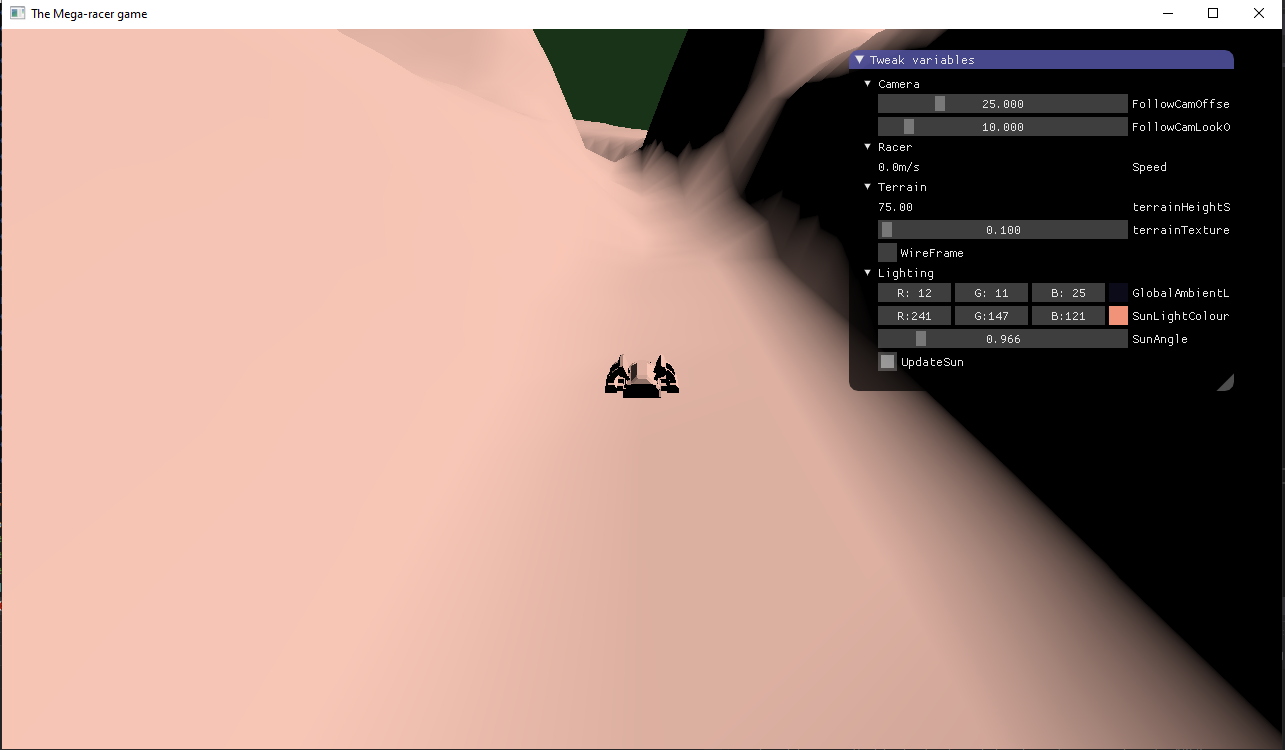 The Mega-racer game
Tweak variables
Camera
25.000 FollowCamOffse
10.000 FollowCamLookO
Racer
0.0m/s Speed
Terrain
75.00 terrainHeightS
0.100 terrainTexture
WireFrame
Lighting
R: 12 G: 11 B: 25 GlobalAmbientL
R:241 G:147 B:121 SunLightColour
0.966 SunAngle
UpdateSun